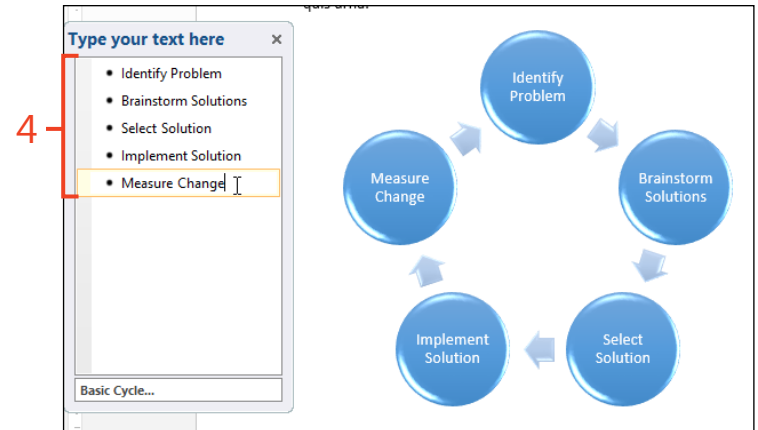 quis urna.
Type your text here ×
4
• Identify Problem
• Brainstorm Solutions
• Select Solution
• Implement Solution
• Measure Change
Basic Cycle...
Identify
Problem
Brainstorm
Solutions
Select
Solution
Implement
Solution
Measure
Change